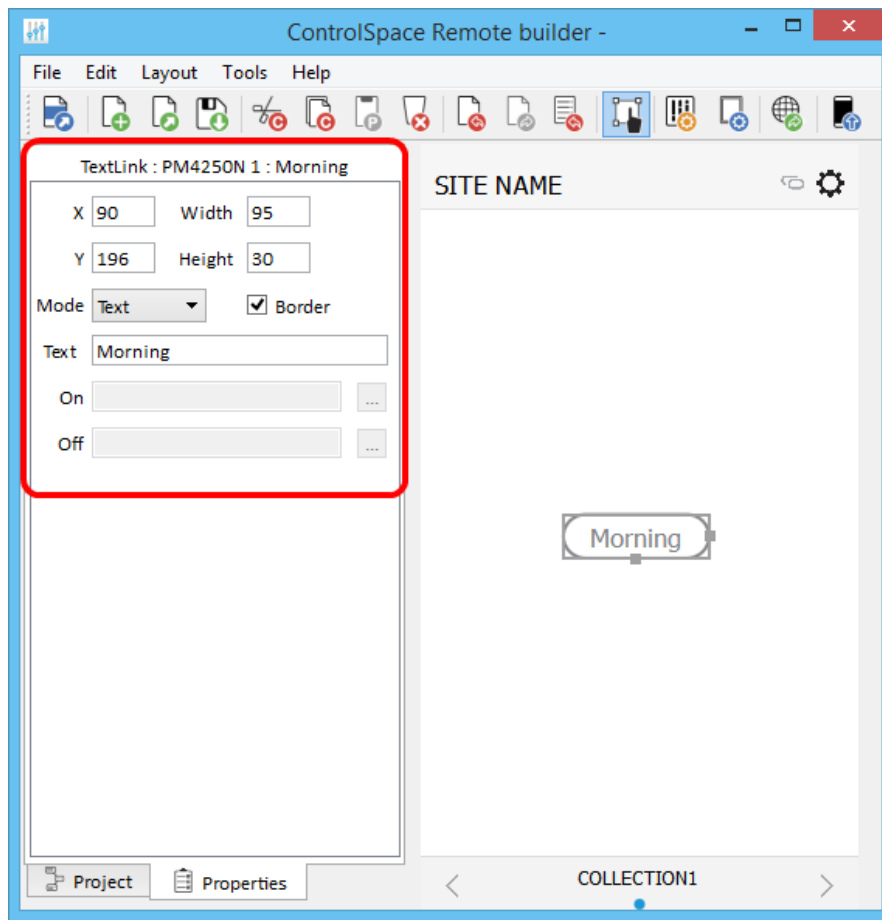 ControlSpace Remote builder -
File Edit Layout Tools Help
TextLink : PM4250N 1 : Morning
X 90 Width 95
Y 196 Height 30
Mode Text Border
Text Morning
On ...
Off ...
SITE NAME
Morning
Project Properties
COLLECTION1